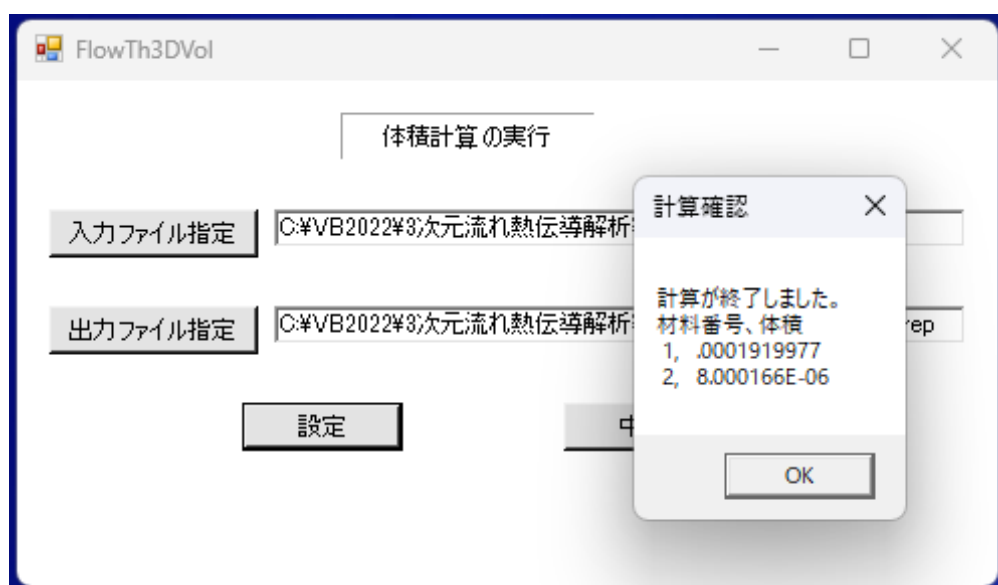 FlowTh3DVol
体積計算の実行
入力ファイル指定
C:¥VB2022¥3次元流れ熱伝導解析
出力ファイル指定
C:¥VB2022¥3次元流れ熱伝導解析
rep
設定
計算確認
計算が終了しました。
材料番号、体積
1, .0001919977
2, 8.000166E-06
OK